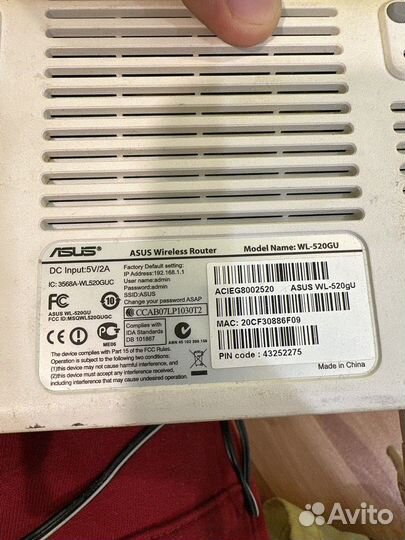 ASUS
ASUS Wireless Router
Model Name: WL-520GU
DC Input:5V/2A
IC: 3568A-WL520GUC
Factory Default setting:
IP Address:192.168.1.1
User name:admin
Password:admin
SSID:ASUS
Change your password ASAP
FC
10
ASUS WL-520GU
FCC ID:MSQWL520GUGC
CCAB07LP1030T2
Complies with
IDA Standards
DB 101867
This device complies with
Part 15 of the FCC Rules.
Operation is subject to the
following two conditions:
(1) This device may not
cause harmful interference,
and (2) this device must
accept any interference
received, including
interference that may
cause undesired operation.
ME06
N
ACIEG8002520
ASUS WL-520gU
MAC: 20CF30886F09
PIN code : 43252275
Made in China
Avito